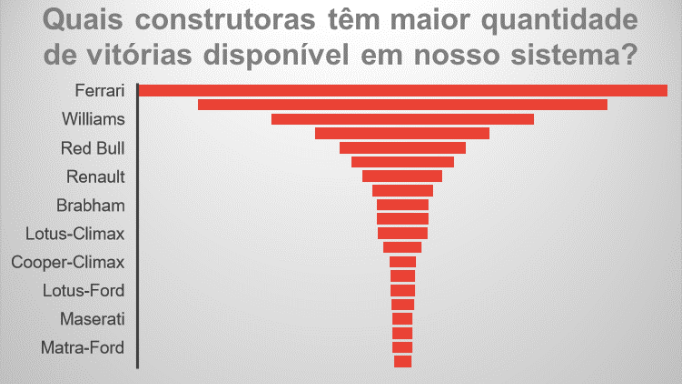 Quais construtoras têm maior quantidade
de vitórias disponível em nosso sistema?
Ferrari
Williams
Red Bull
Renault
Brabham
Lotus-Climax
Cooper-Climax
Lotus-Ford
Maserati
Matra-Ford